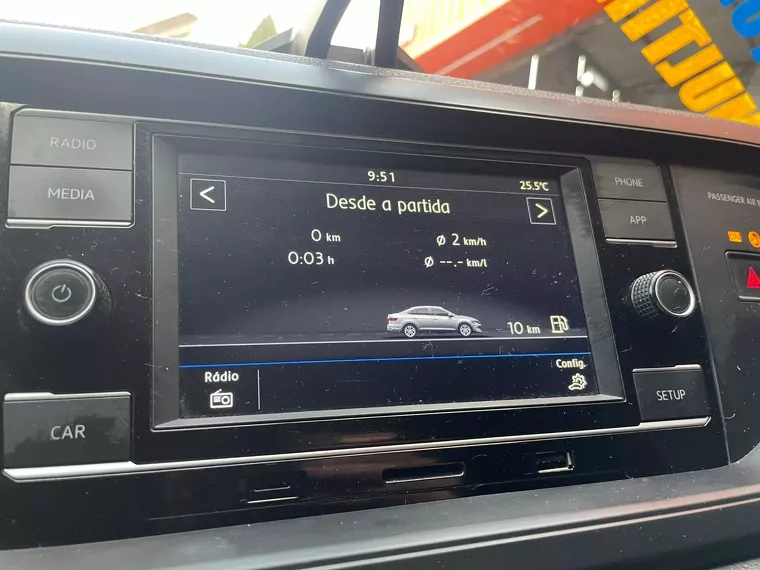 RADIO
MEDIA
CAR
9:51
25.5°C
<
Desde a partida
>
0 km
Ø 2 km/h
0:03 h
Ø --.- km/l
10 km
Rádio
Config.
PHONE
APP
SETUP
PASSENGER AIR B